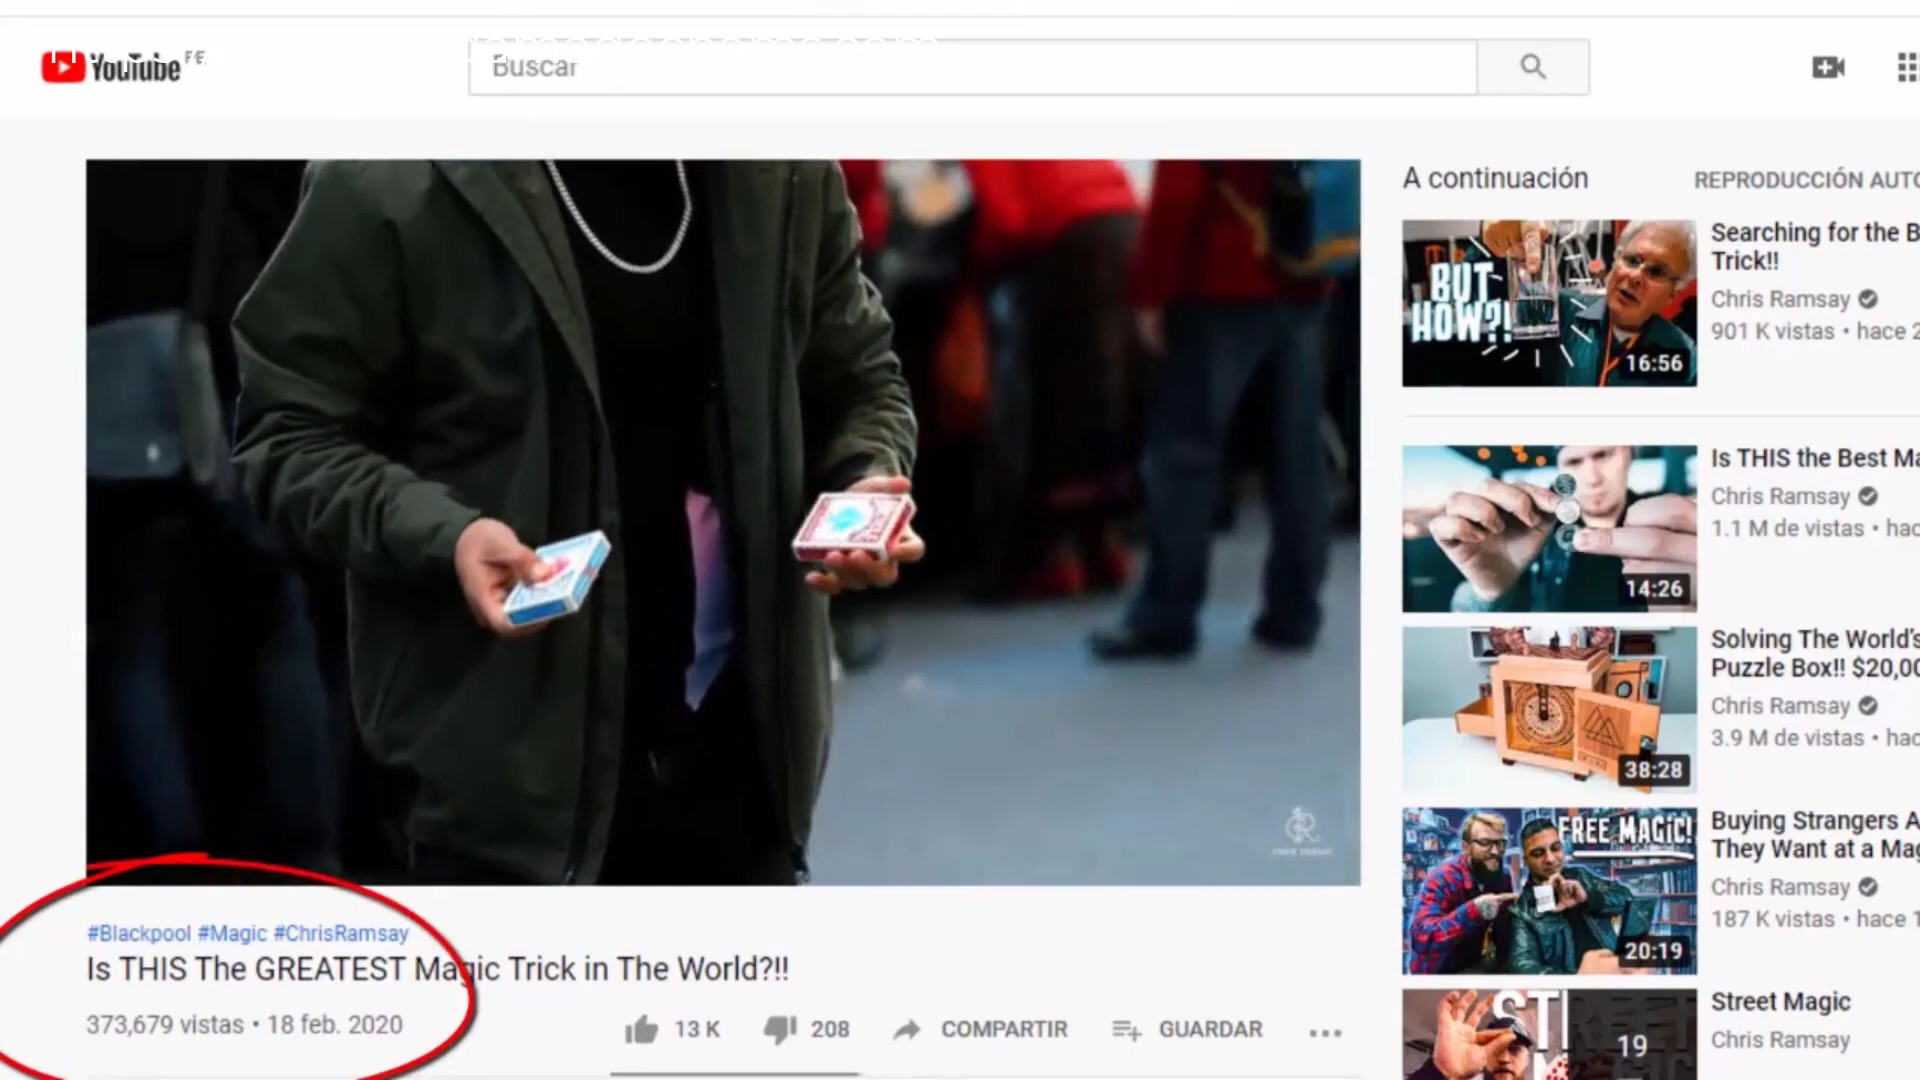 YouTube PE
Buscar
A continuación
REPRODUCCIÓN AUTO
BUT
HOW?!
16:56
Searching for the B
Trick!!
Chris Ramsay
901 K vistas • hace 2
14:26
Is THIS the Best Ma
Chris Ramsay
1.1 M de vistas • hac
38:28
Solving The World's
Puzzle Box!! $20,00
Chris Ramsay
3.9 M de vistas • hac
FREE MAGIC!
20:19
Buying Strangers A
They Want at a Mag
Chris Ramsay
187 K vistas • hace 1
19
Street Magic
Chris Ramsay
CHRIS RAMSAY
#Blackpool #Magic #ChrisRamsay
Is THIS The GREATEST Magic Trick in The World?!!
373,679 vistas • 18 feb. 2020
13 K
208
COMPARTIR
GUARDAR